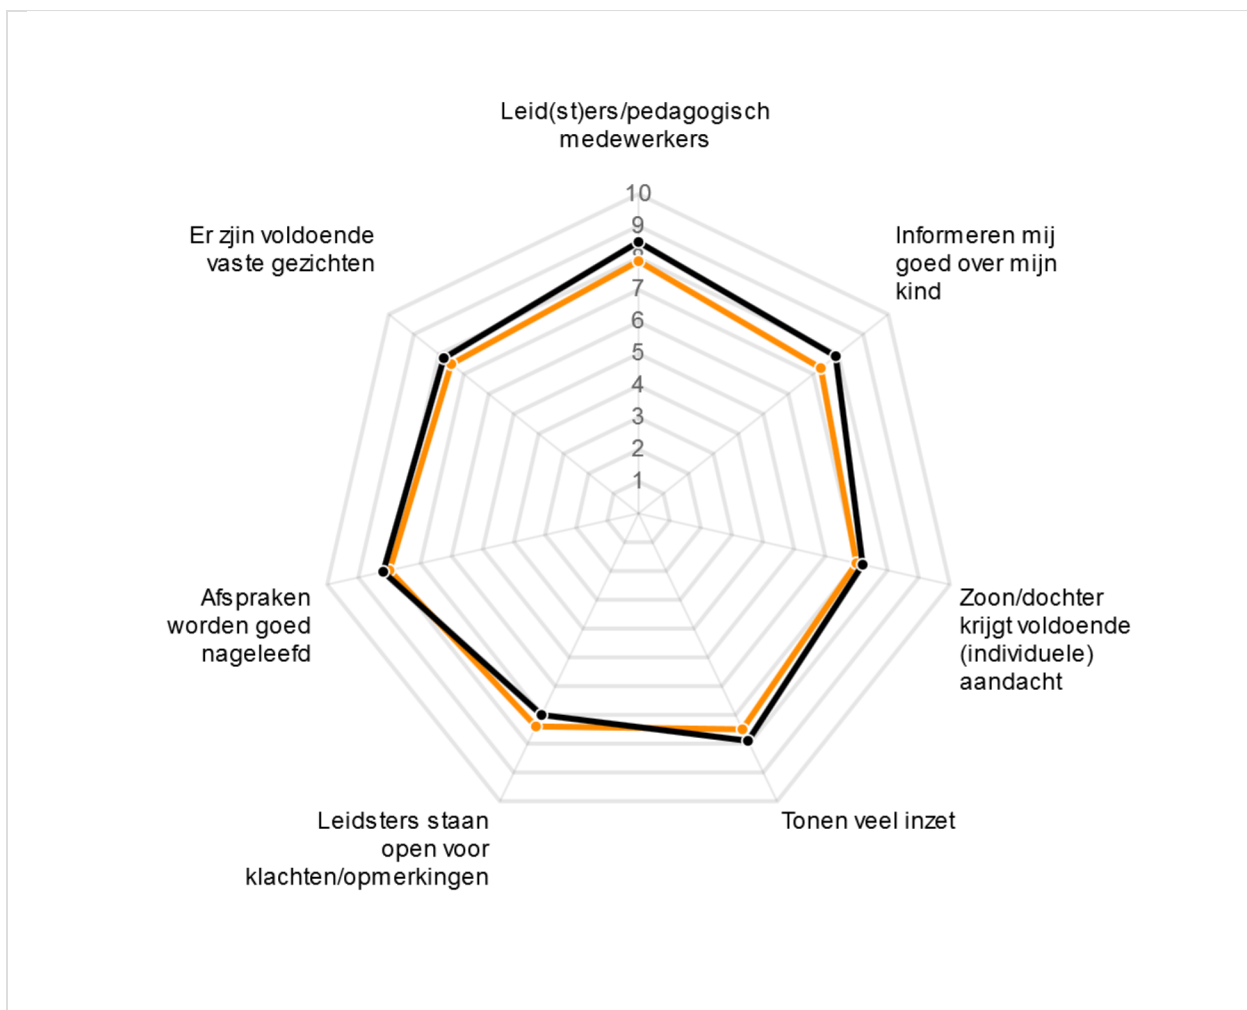 Leid(st)ers/pedagogisch
medewerkers
Er zjin voldoende
vaste gezichten
Informeren mij
goed over mijn
kind
10
9
8
7
6
5
4
3
2
1
Afspraken
worden goed
nageleefd
Zoon/dochter
krijgt voldoende
(individuele)
aandacht
Leidsters staan
open voor
klachten/opmerkingen
Tonen veel inzet